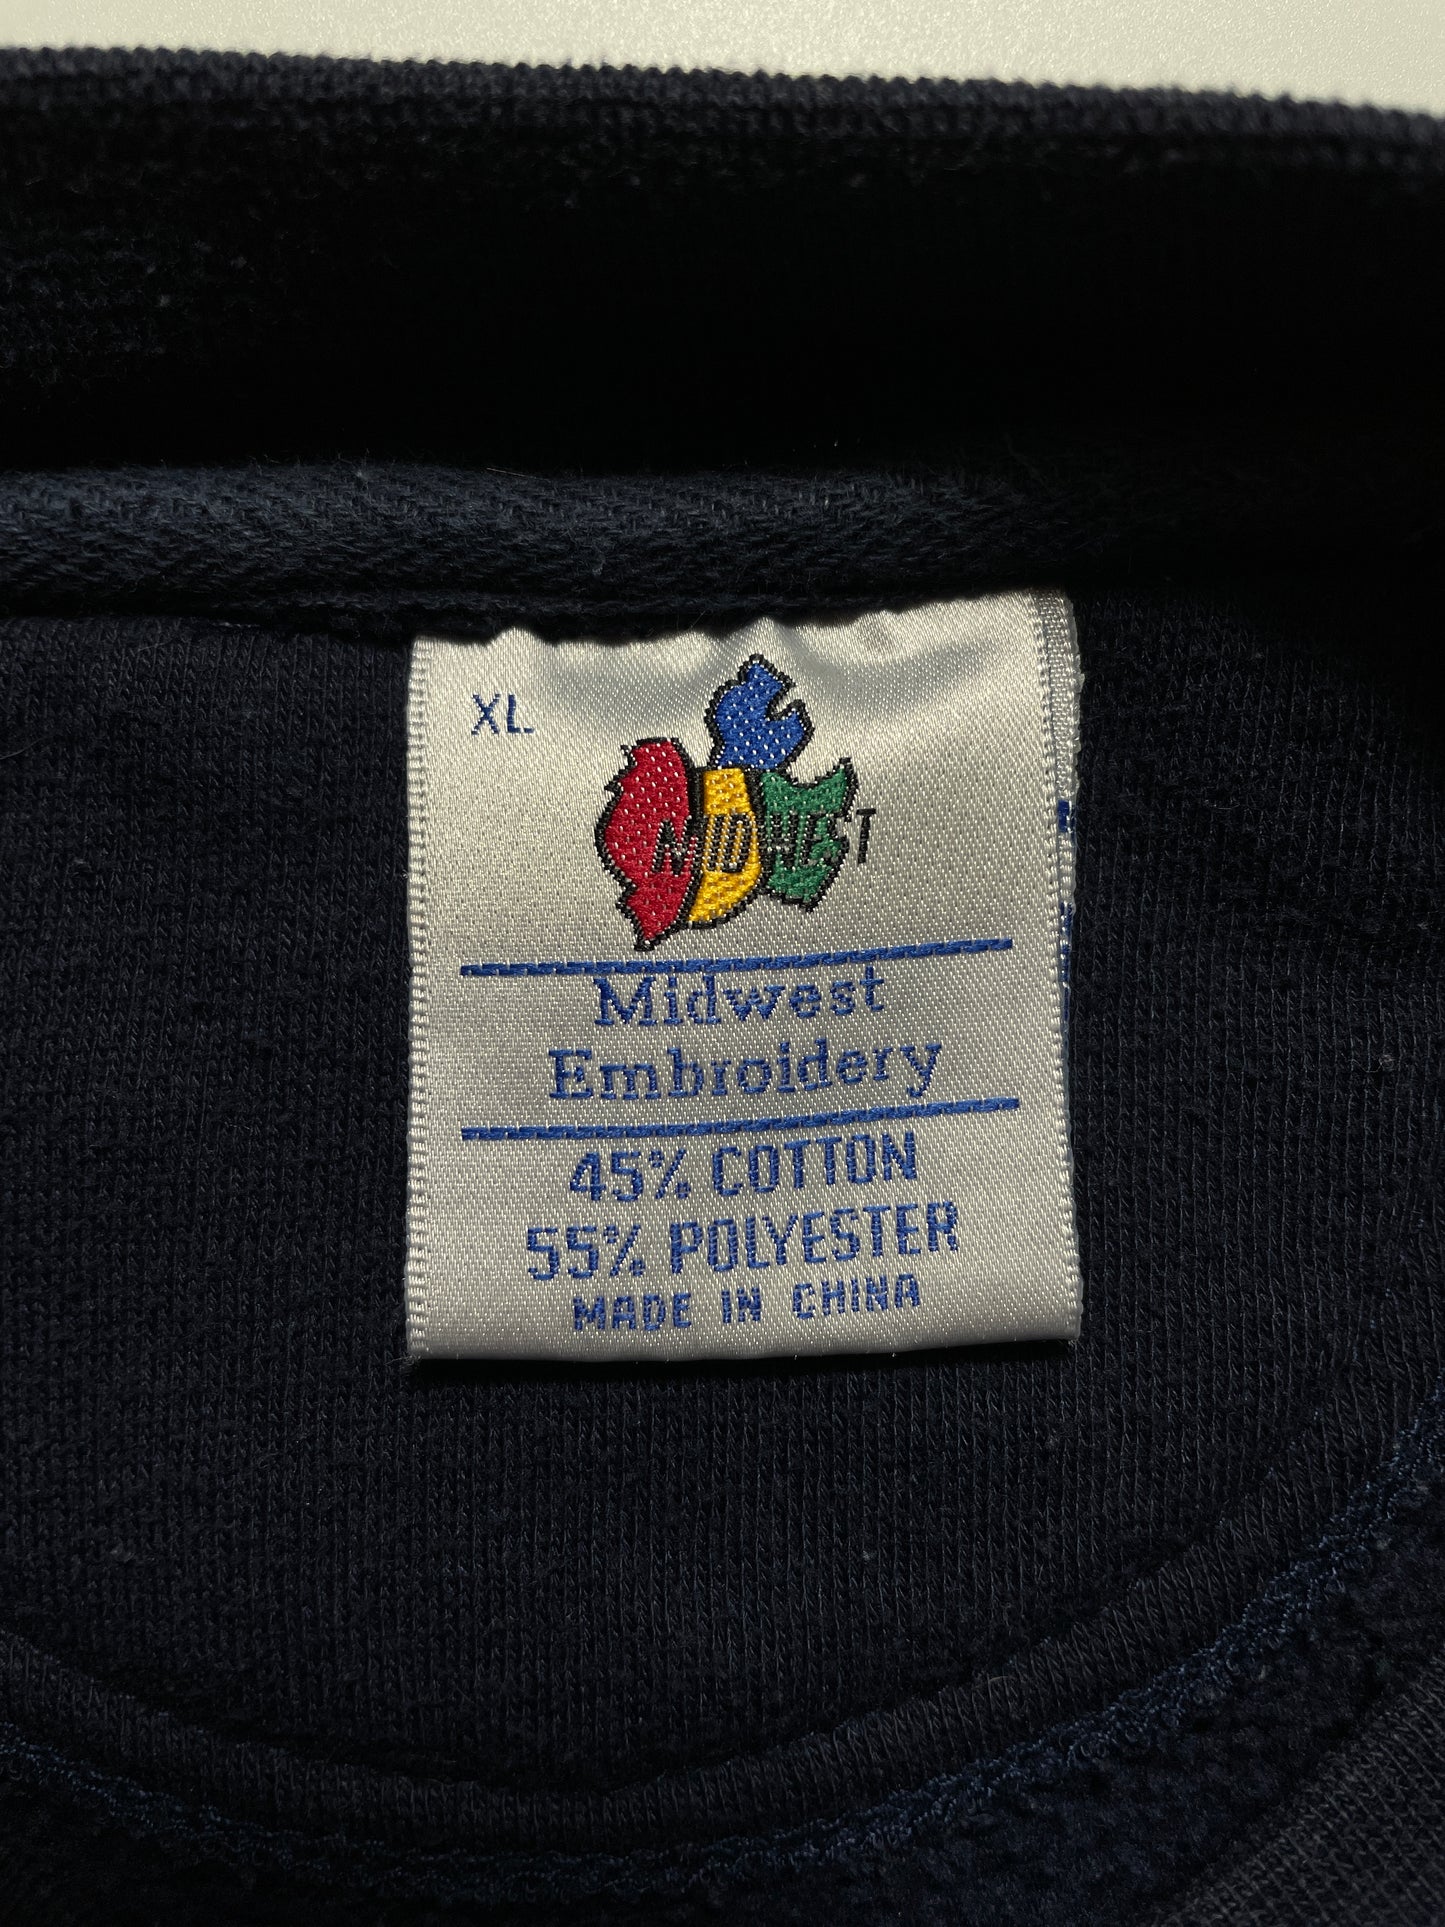 XL
MIDWEST
Midwest
Embroidery
45% COTTON
55% POLYESTER
MADE IN CHINA